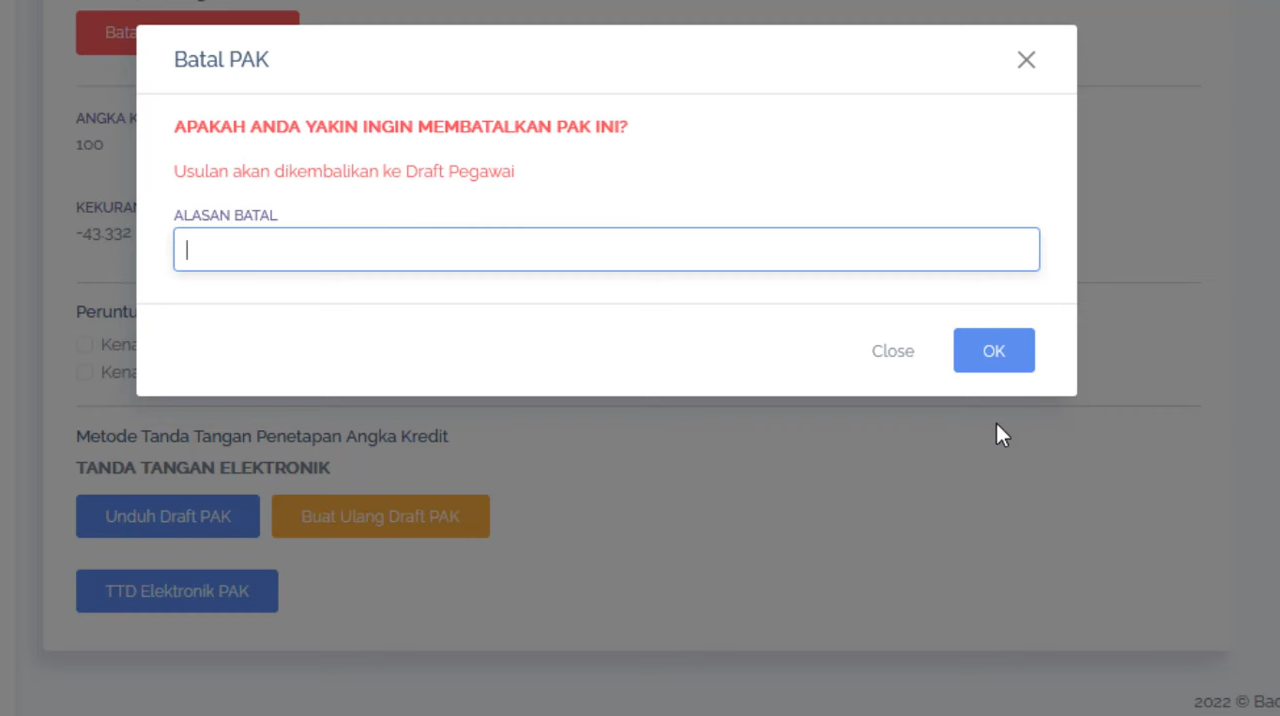 Batal PAK
APAKAH ANDA YAKIN INGIN MEMBATALKAN PAK INI?
Usulan akan dikembalikan ke Draft Pegawai
ALASAN BATAL
Close
OK
ANGKA
100
-43.332
Metode Tanda Tangan Penetapan Angka Kredit
TANDA TANGAN ELEKTRONIK
Unduh Draft PAK
Buat Ulang Draft PAK
TTD Elektronik PAK
2022 ©